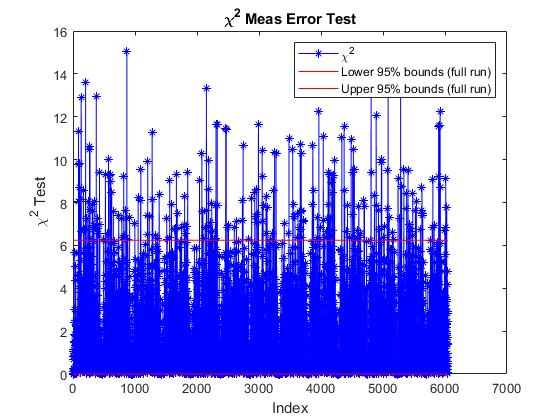 χ² Meas Error Test
χ²
Lower 95% bounds (full run)
Upper 95% bounds (full run)
χ² Test
16
14
12
10
8
6
4
2
0
0 1000 2000 3000 4000 5000 6000 7000
Index